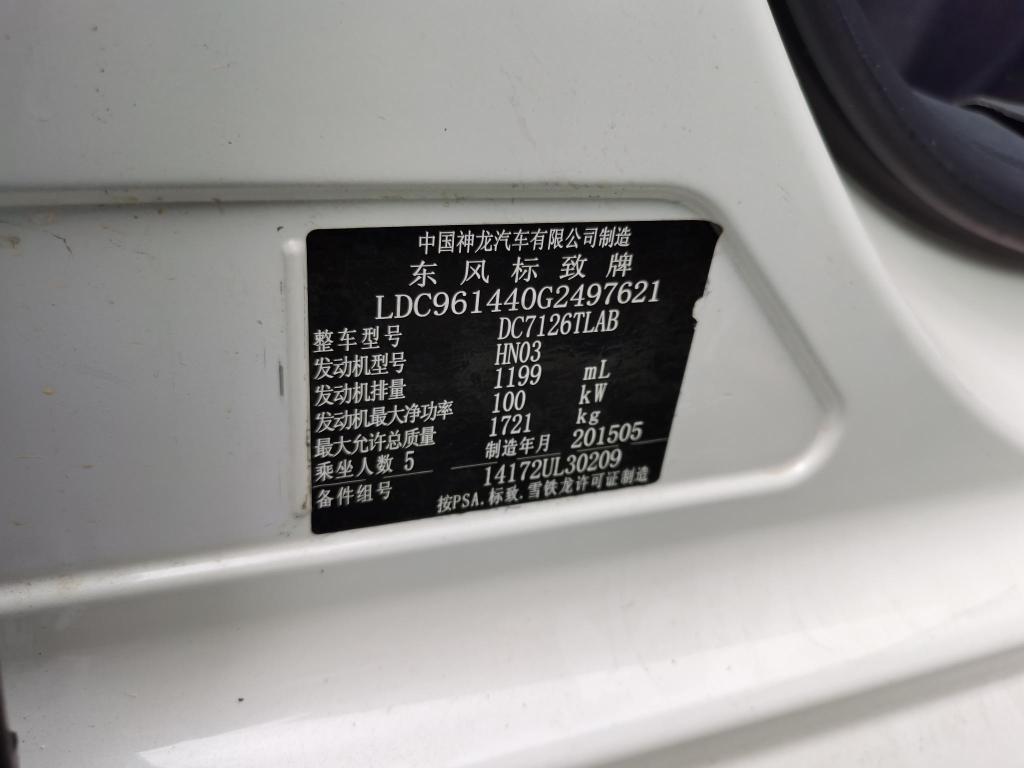 中国神龙汽车有限公司制造
东风标致牌
LDC961440G2497621
整车型号 DC7126TLAB
发动机型号 HN03
发动机排量 1199 mL
发动机最大净功率 100 kW
最大允许总质量 1721 kg
乘坐人数 5 制造年月 201505
备件组号 14172UL30209
按PSA.标致.雪铁龙许可证制造